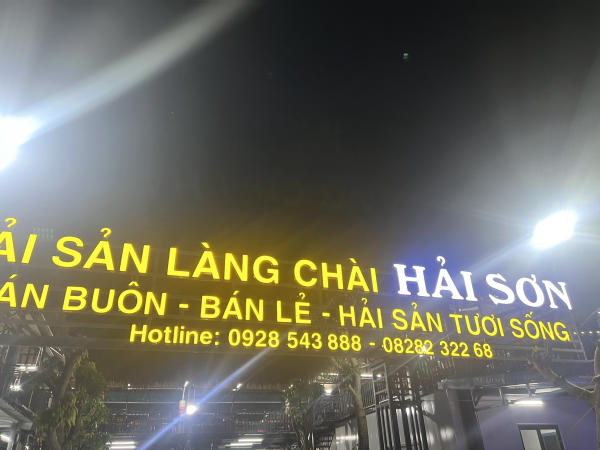 ẢI SẢN LÀNG CHÀI HẢI SƠN
ÁN BUÔN - BÁN LẺ - HẢI SẢN TƯƠI SỐNG
Hotline: 0928 543 888 - 08282 322 68